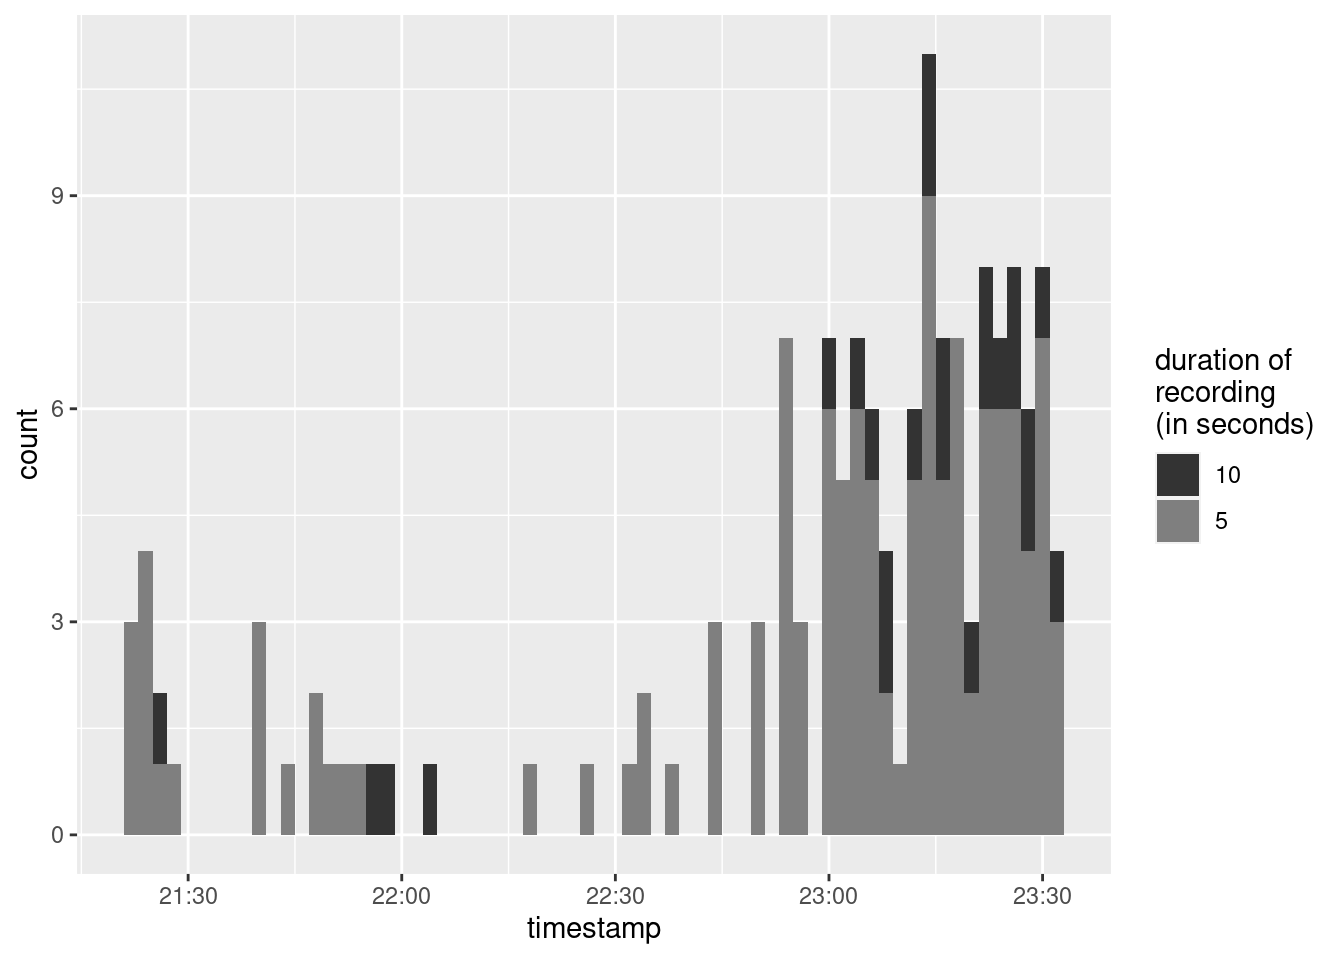 9
6
3
0
count
21:30
22:00
22:30
23:00
23:30
timestamp
duration of
recording
(in seconds)
10
5